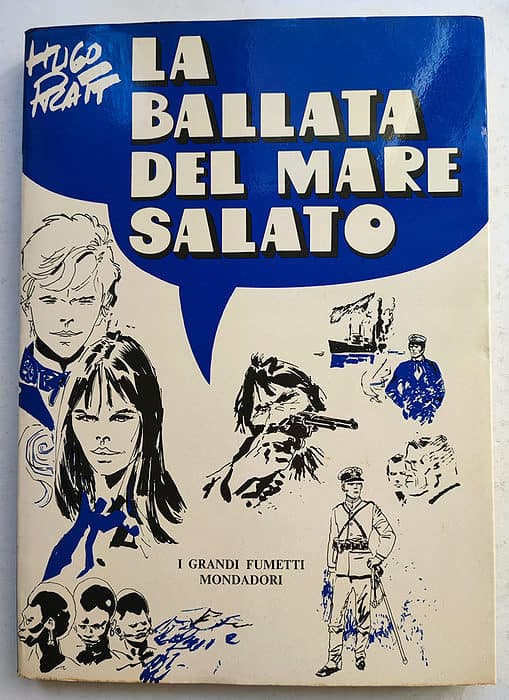 HUGO
PRATT
LA
BALLATA
DEL MARE
SALATO
I GRANDI FUMETTI
MONDADORI